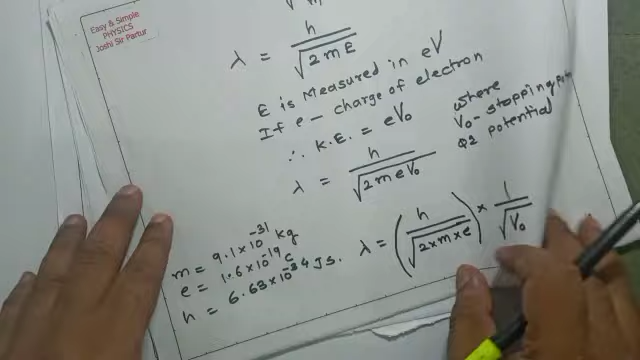 Easy & Simple
PHYSICS
Joshi Sir Partur
λ = h / √2mE
E is Measured in eV
If e - charge of electron
∴ K.E. = eV₀
where
V₀ - stopping
potential
λ = h / √2meV₀
m = 9.1×10⁻³¹ kg
e = 1.6×10⁻¹⁹ C
h = 6.63×10⁻³⁴ JS.
λ = (h / √2×m×e) × 1/√V₀